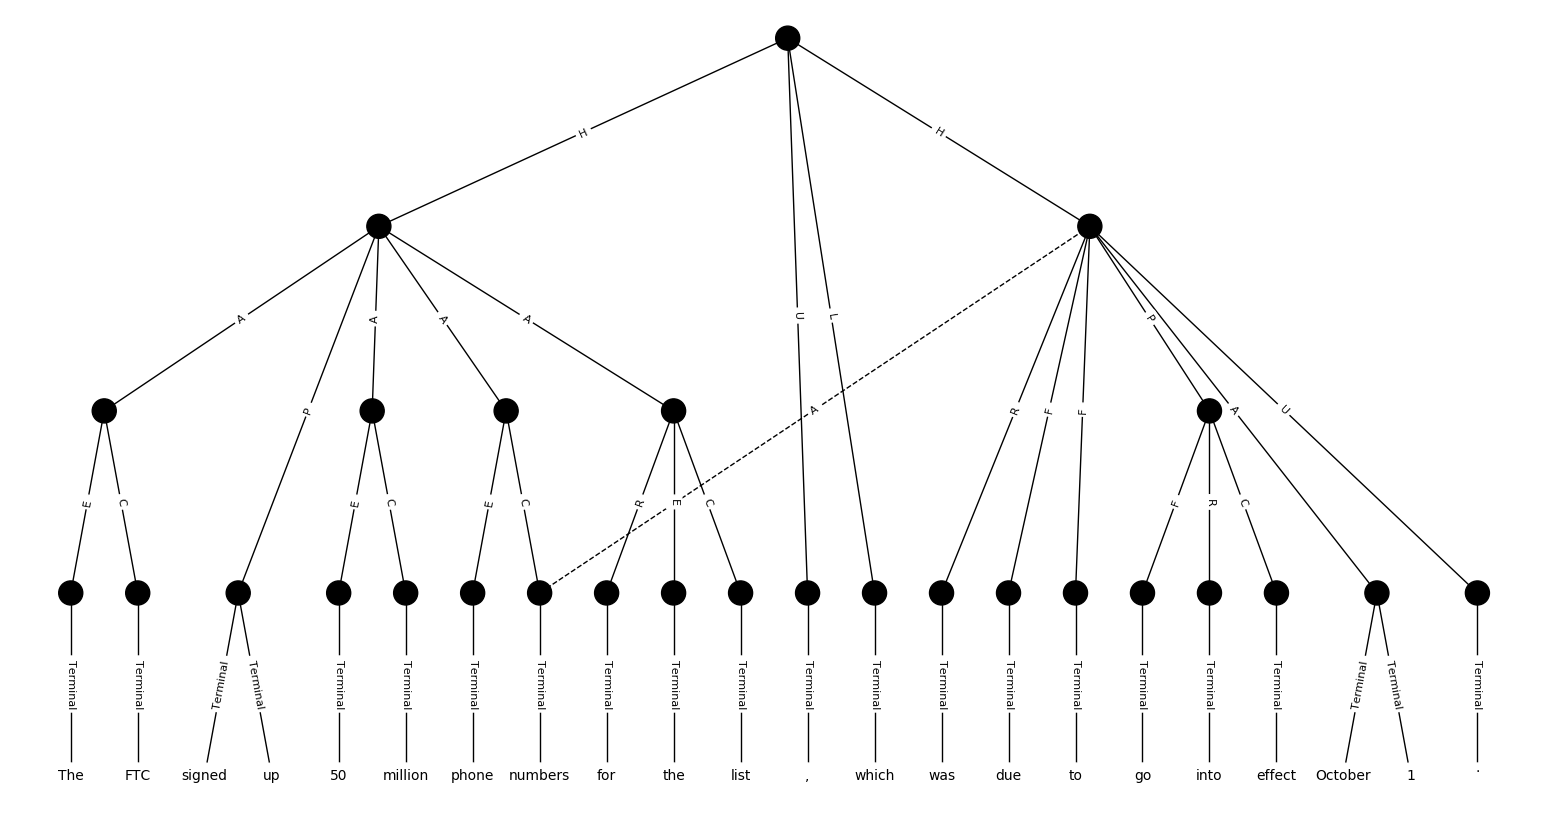 H H
A P A A A U L A R F F P A U
E C E C E C R E C F R C
Terminal Terminal Terminal Terminal Terminal Terminal Terminal Terminal Terminal Terminal Terminal Terminal Terminal Terminal Terminal Terminal Terminal Terminal Terminal Terminal Terminal Terminal
The FTC signed up 50 million phone numbers for the list , which was due to go into effect October 1 .